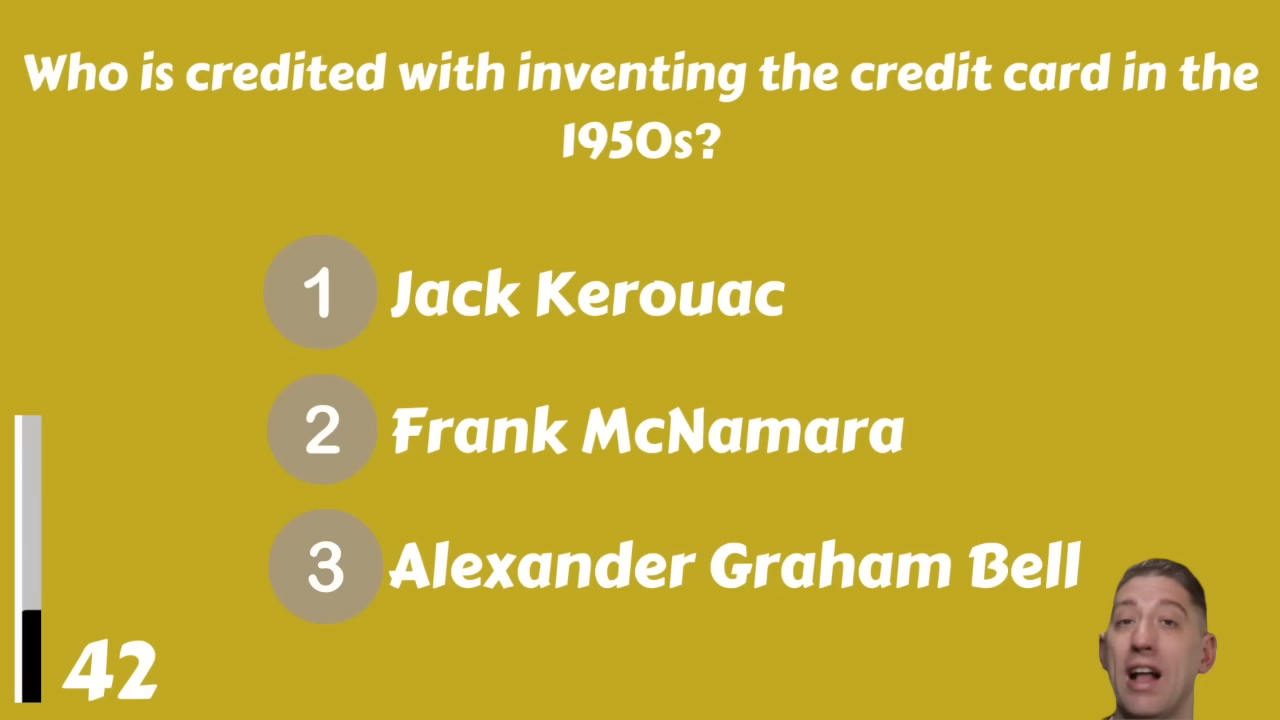 Who is credited with inventing the credit card in the
1950s?
1 Jack Kerouac
2 Frank McNamara
3 Alexander Graham Bell
42